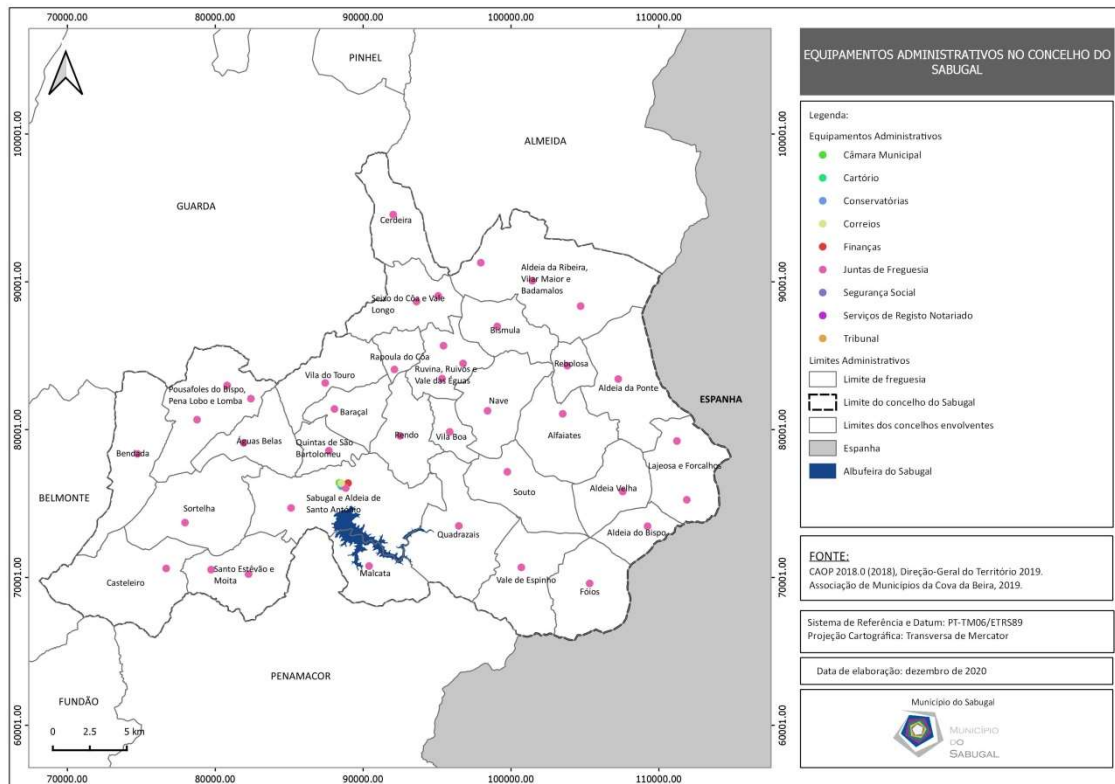 70000.00
80000.00
90000.00
100000.00
110000.00
100001.00
90001.00
80001.00
70001.00
60001.00
100001.00
90001.00
80001.00
70001.00
60001.00
PINHEL
ALMEIDA
GUARDA
Cerdeira
Aldeia da Ribeira,
Vilar Maior e
Badamalos
Seixo do Côa e Vale
Longo
Bismula
Rapoula do Côa
Ruvina, Ruivos e
Vale das Éguas
Rebolosa
Vila do Touro
Aldeia da Ponte
Pousafoles do Bispo,
Pena Lobo e Lomba
ESPANHA
Nave
Baraçal
Águas Belas
Quintas de São
Bartolomeu
Rendo
Vila Boa
Alfaiates
Bendada
Lajeosa e Forcalhos
BELMONTE
Sortelha
Sabugal e Aldeia de
Santo António
Souto
Aldeia Velha
Quadrazais
Aldeia do Bispo
Casteleiro
Santo Estêvão e
Moita
Malcata
Vale de Espinho
Fóios
PENAMACOR
FUNDÃO
0 2.5 5 km
70000.00
80000.00
90000.00
100000.00
110000.00
EQUIPAMENTOS ADMINISTRATIVOS NO CONCELHO DO
SABUGAL
Legenda:
Equipamentos Administrativos
Câmara Municipal
Cartório
Conservatórias
Correios
Finanças
Juntas de Freguesia
Segurança Social
Serviços de Registo Notariado
Tribunal
Limites Administrativos
Limite de freguesia
Limite do concelho do Sabugal
Limites dos concelhos envolventes
Espanha
Albufeira do Sabugal
FONTE:
CAOP 2018.0 (2018), Direção-Geral do Território 2019.
Associação de Municípios da Cova da Beira, 2019.
Sistema de Referência e Datum: PT-TM06/ETRS89
Projeção Cartográfica: Transversa de Mercator
Data de elaboração: dezembro de 2020
Município do Sabugal
MUNICÍPIO
DO
SABUGAL